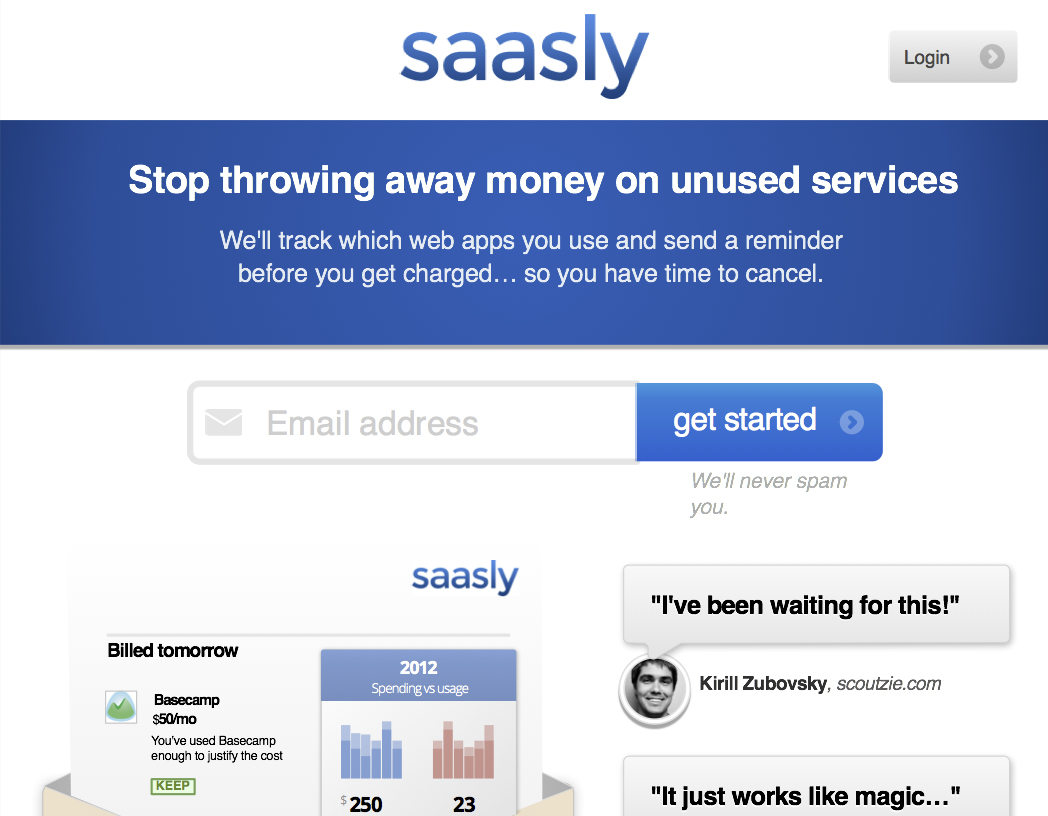 saasly
Login
Stop throwing away money on unused services
We'll track which web apps you use and send a reminder
before you get charged... so you have time to cancel.
Email address
get started
We'll never spam
you.
saasly
Billed tomorrow
Basecamp
$50/mo
You've used Basecamp
enough to justify the cost
KEEP
2012
Spending vs usage
$250
23
"I've been waiting for this!"
Kirill Zubovsky, scoutzie.com
"It just works like magic..."